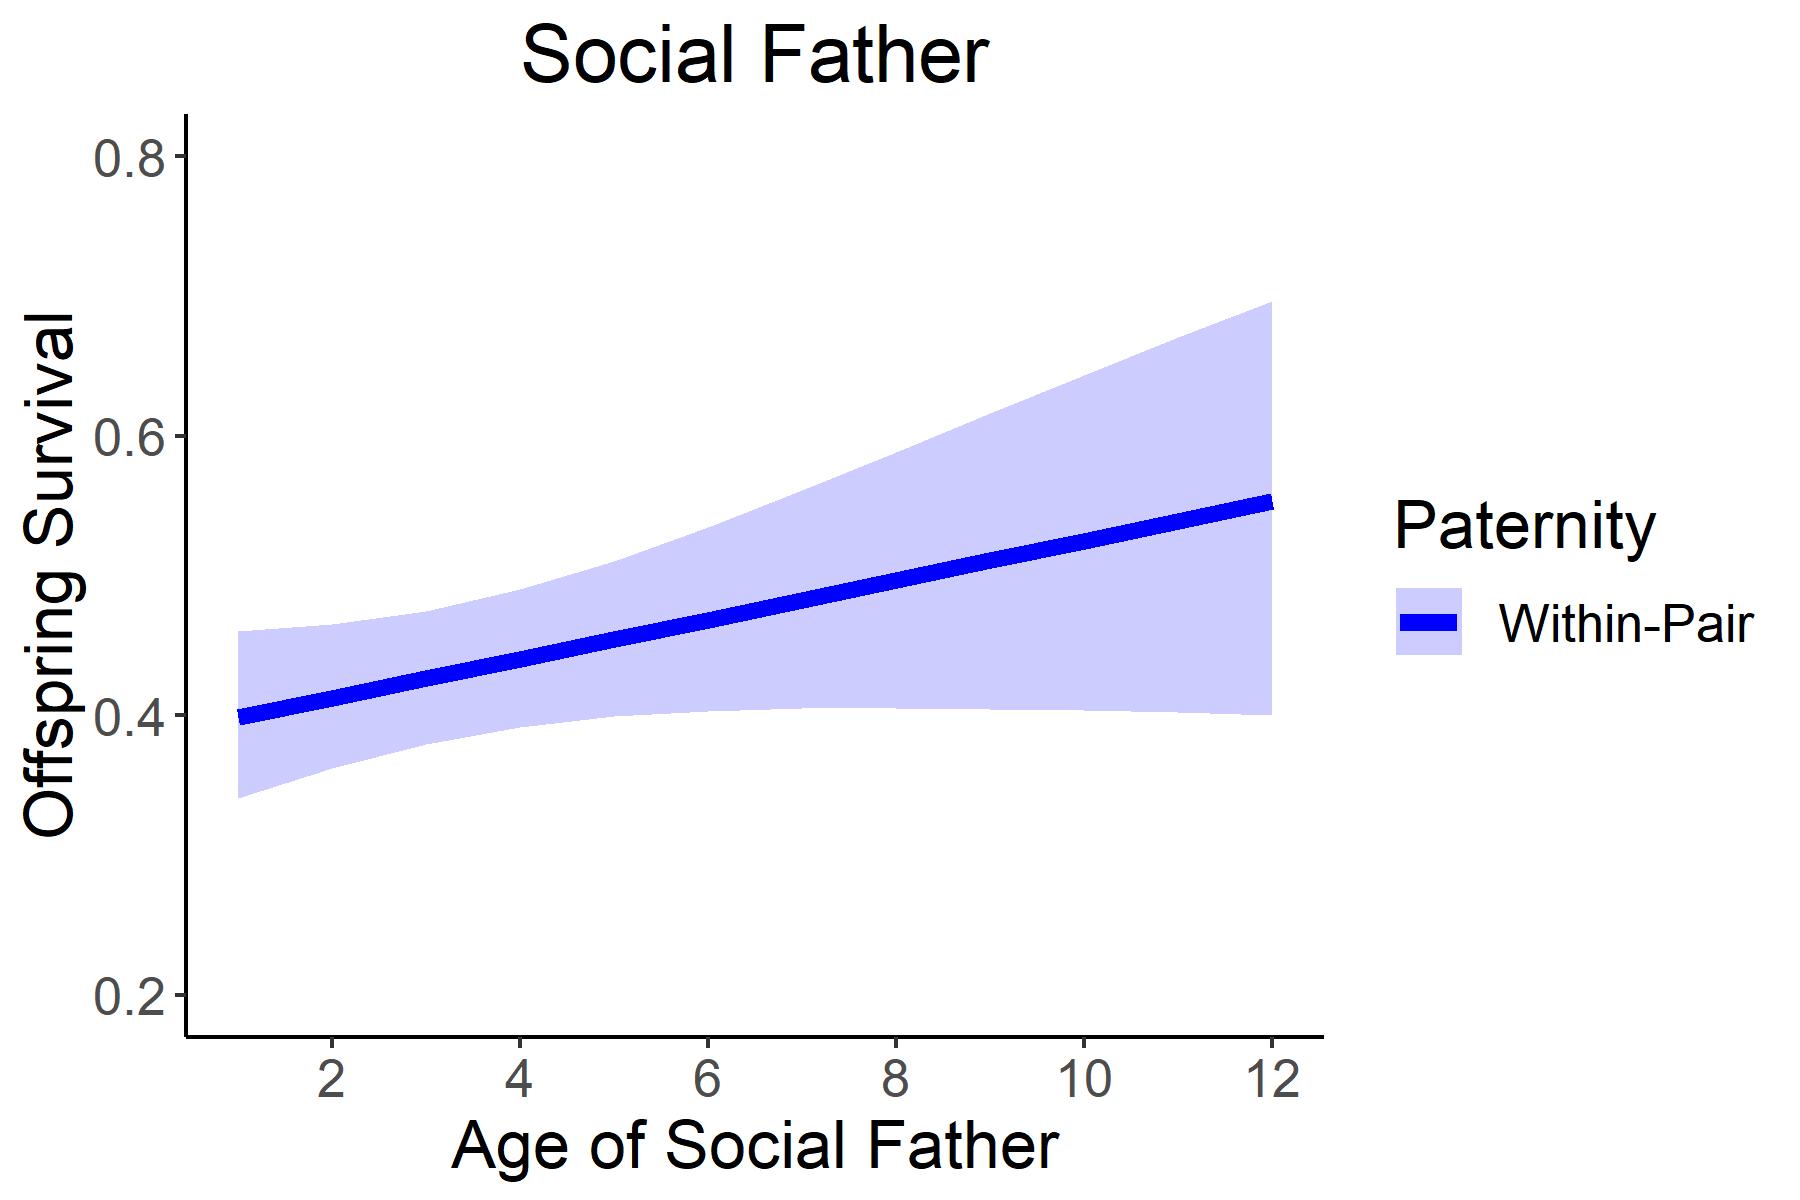 Social Father
0.8
0.6
0.4
0.2
Offspring Survival
2 4 6 8 10 12
Age of Social Father
Paternity
Within-Pair